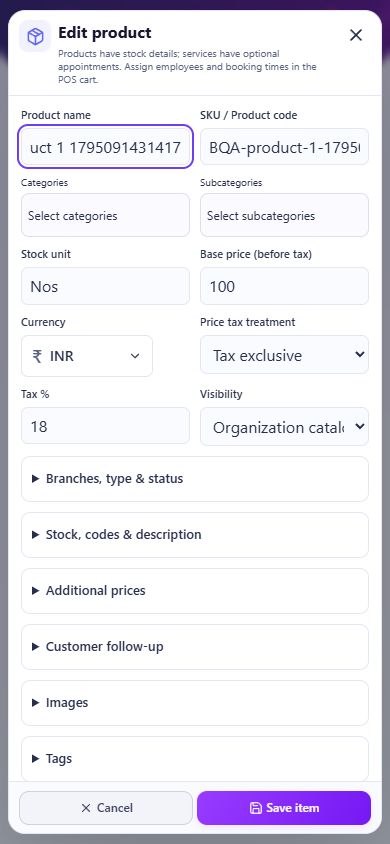 Edit product
Products have stock details; services have optional
appointments. Assign employees and booking times in the
POS cart.
Product name
SKU / Product code
uct 1 1795091431417
BQA-product-1-1795
Categories
Subcategories
Select categories
Select subcategories
Stock unit
Base price (before tax)
Nos
100
Currency
Price tax treatment
₹ INR
Tax exclusive
Tax %
Visibility
18
Organization catal
Branches, type & status
Stock, codes & description
Additional prices
Customer follow-up
Images
Tags
Cancel
Save item